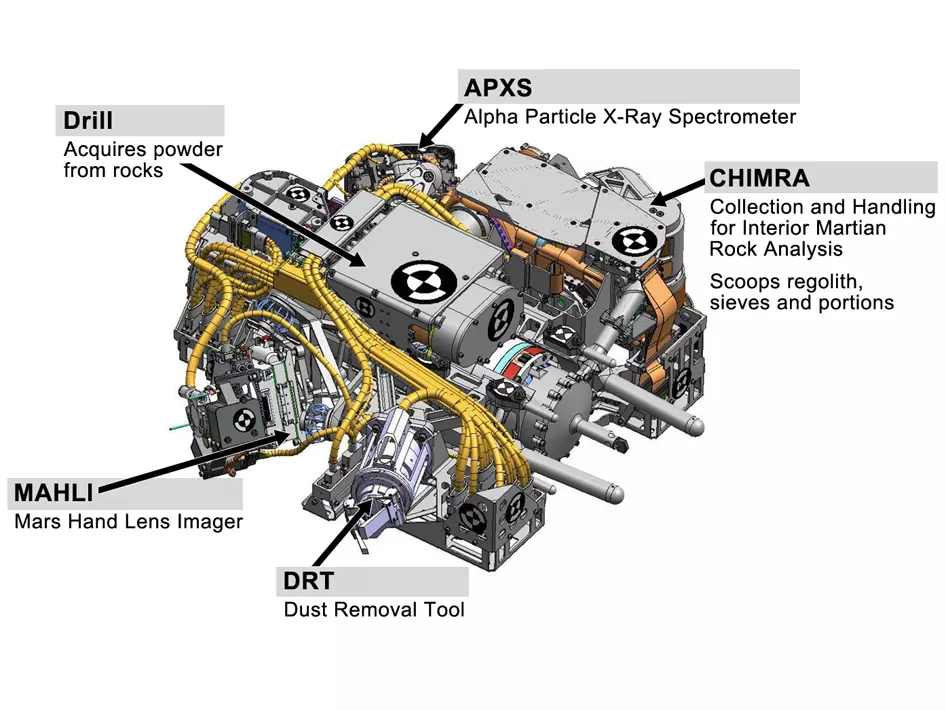 APXS
Alpha Particle X-Ray Spectrometer
Drill
Acquires powder
from rocks
CHIMRA
Collection and Handling
for Interior Martian
Rock Analysis
Scoops regolith,
sieves and portions
MAHLI
Mars Hand Lens Imager
DRT
Dust Removal Tool